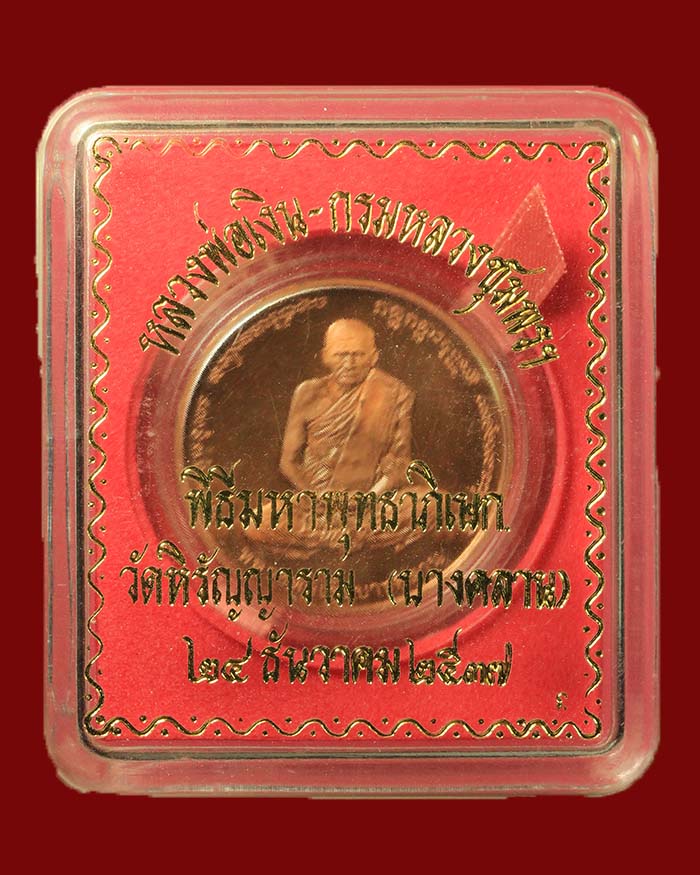 หลวงพ่อเงิน-กรมหลวงชุมพรฯ
พิธีมหาพุทธาภิเษก.
วัดหิรัญญาราม (บางคลาน)
๒๔ ธันวาคม ๒๕๓๗